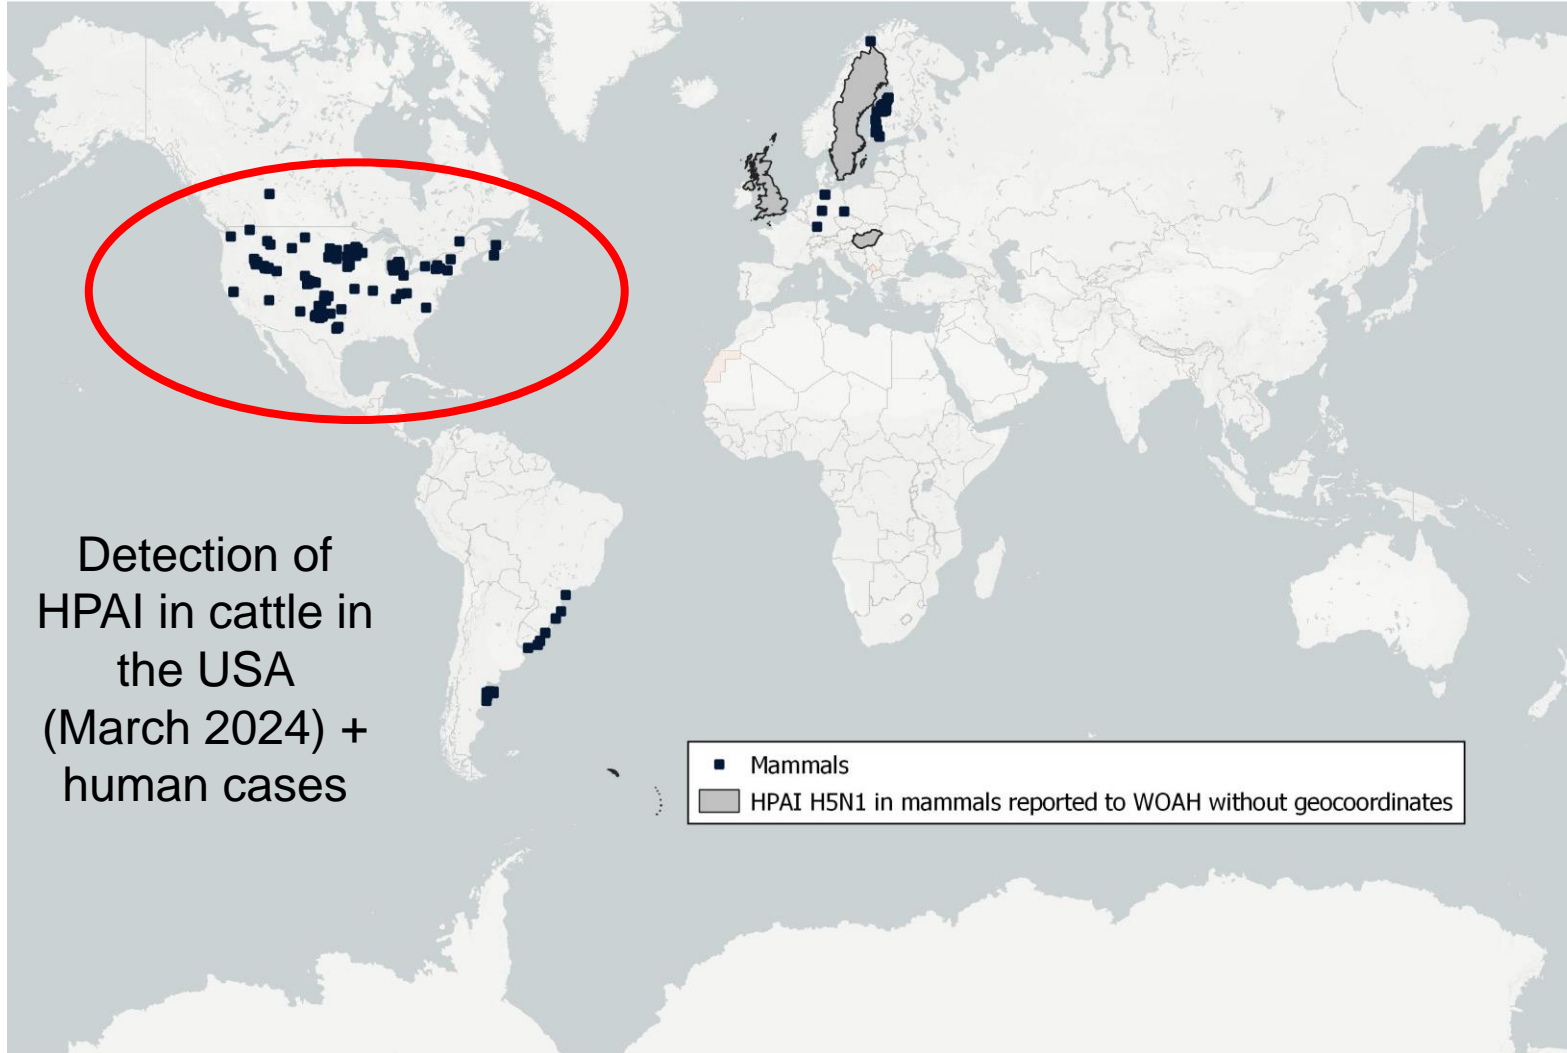 Detection of
HPAI in cattle in
the USA
(March 2024) +
human cases
Mammals
HPAI H5N1 in mammals reported to WOAH without geocoordinates